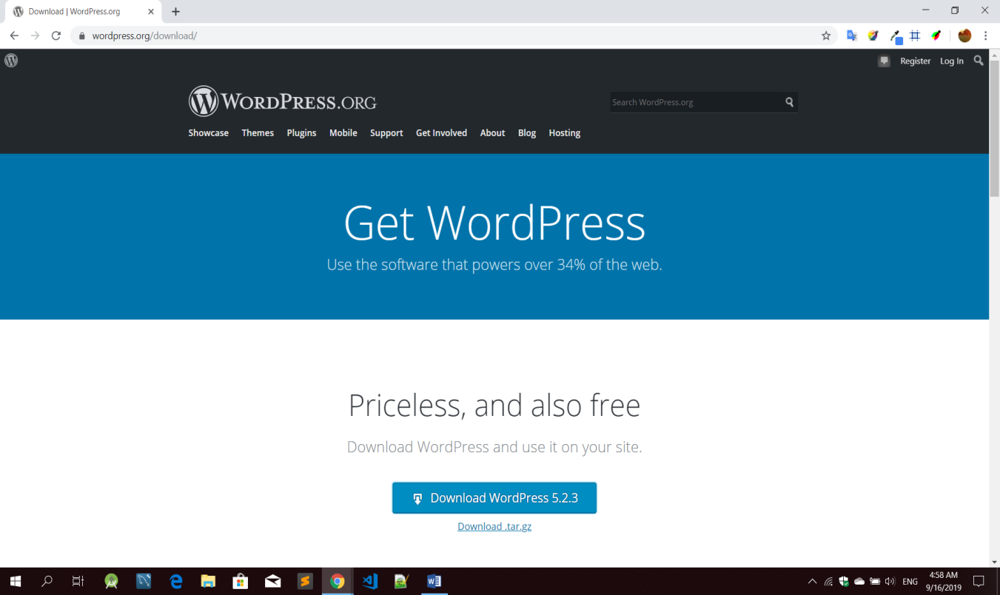 Download | WordPress.org
wordpress.org/download/
Register Log In
WORDPRESS.ORG
Search WordPress.org
Showcase Themes Plugins Mobile Support Get Involved About Blog Hosting
Get WordPress
Use the software that powers over 34% of the web.
Priceless, and also free
Download WordPress and use it on your site.
Download WordPress 5.2.3
Download .tar.gz
ENG
4:58 AM
9/16/2019